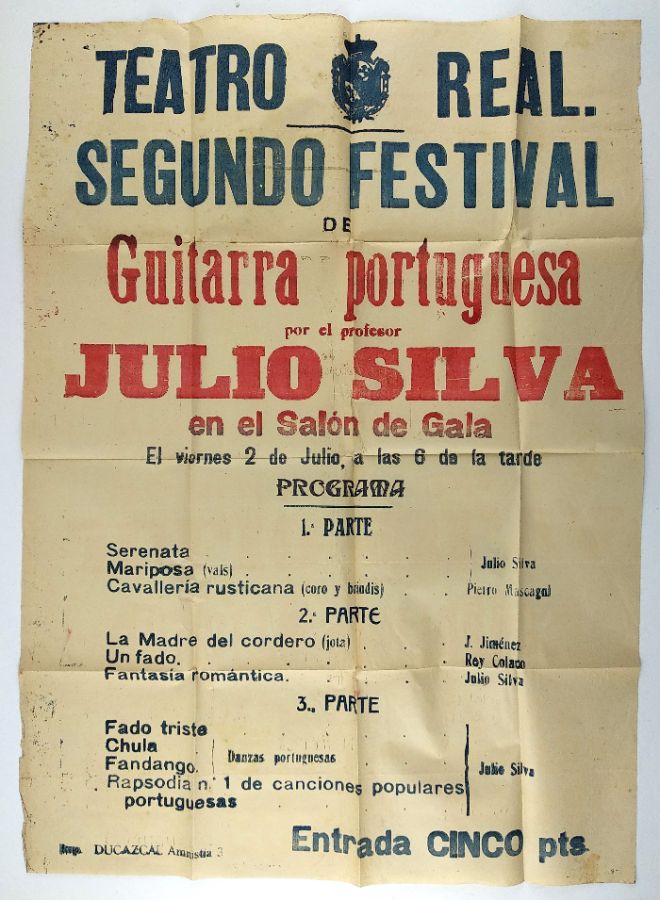 TEATRO REAL.
SEGUNDO FESTIVAL
DE
Guitarra portuguesa
por el profesor
JULIO SILVA
en el Salón de Gala
El viernes 2 de Julio, a las 6 de la tarde
PROGRAMA
1.ª PARTE
Serenata
Mariposa (vals) Julio Silva
Cavallería rusticana (coro y brindis) Pietro Mascagni
2.ª PARTE
La Madre del cordero (jota) J. Jiménez
Un fado. Rey Colaco
Fantasía romántica. Julio Silva
3.ª PARTE
Fado triste
Chula
Fandango. Danzas portuguesas Julio Silva
Rapsodia n.º 1 de canciones populares
portuguesas
Entrada CINCO pts
Imp. DUCAZCAL Amnistía 3